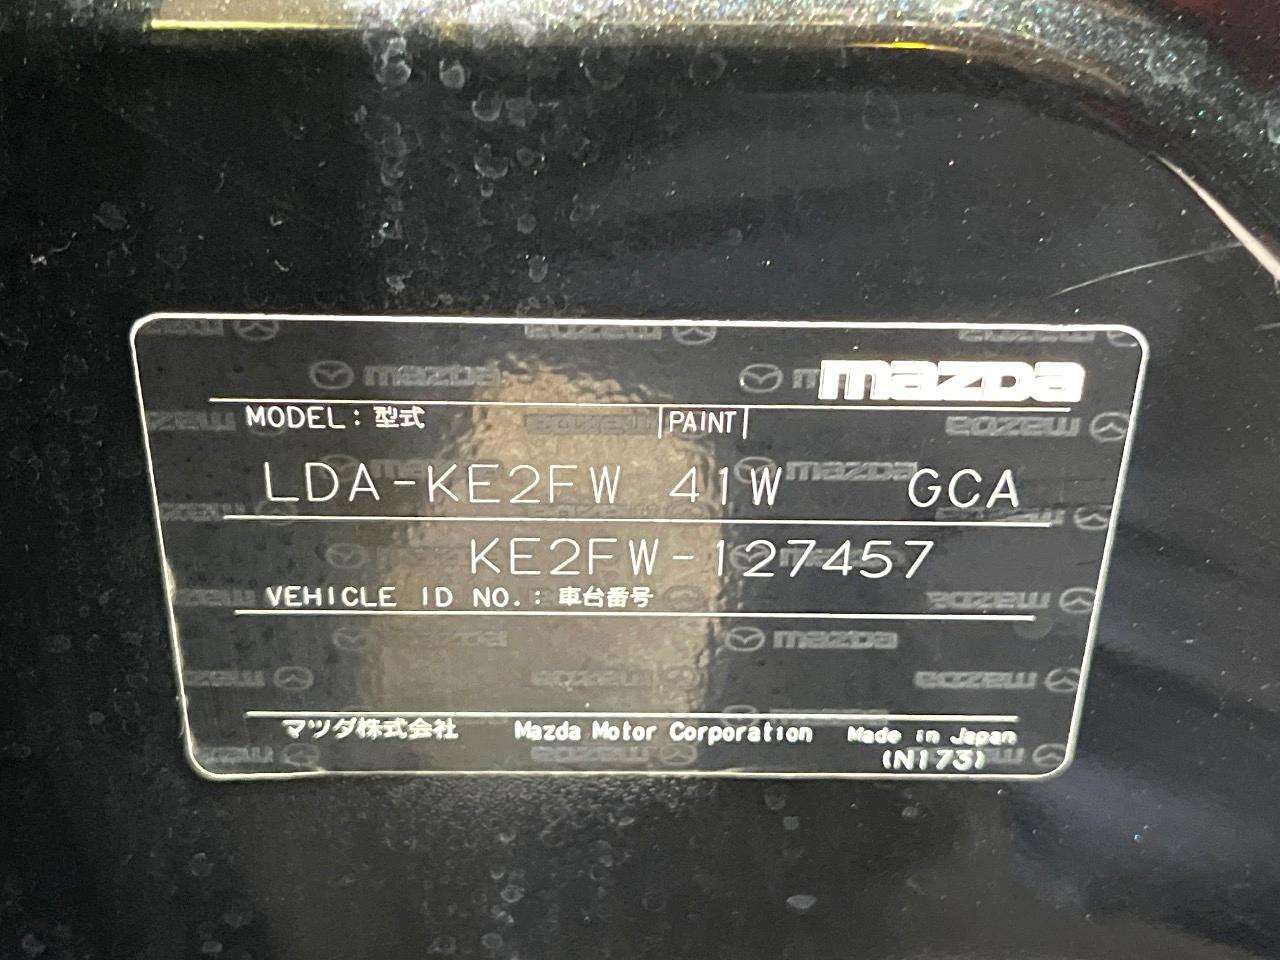 mazda
MODEL: 型式 PAINT
LDA-KE2FW 41W GCA
KE2FW-127457
VEHICLE ID NO.: 車台番号
マツダ株式会社 Mazda Motor Corporation Made in Japan
(N173)